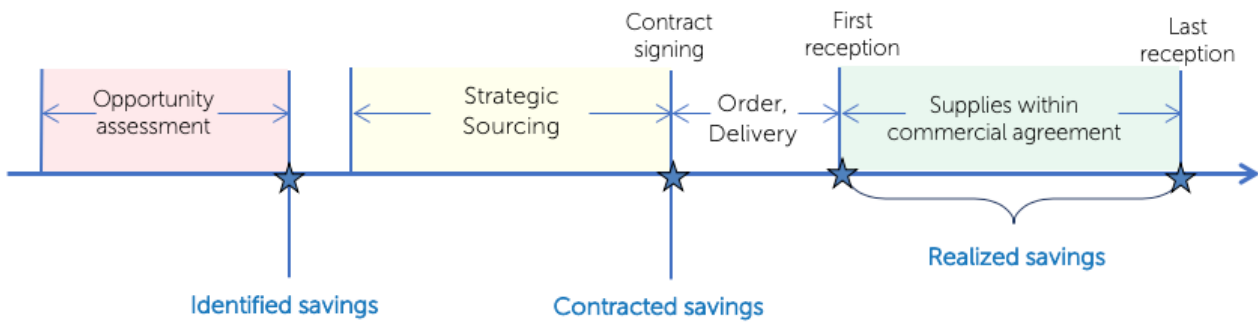 Opportunity
assessment
Strategic
Sourcing
Contract
signing
Order,
Delivery
First
reception
Supplies within
commercial agreement
Last
reception
Identified savings
Contracted savings
Realized savings